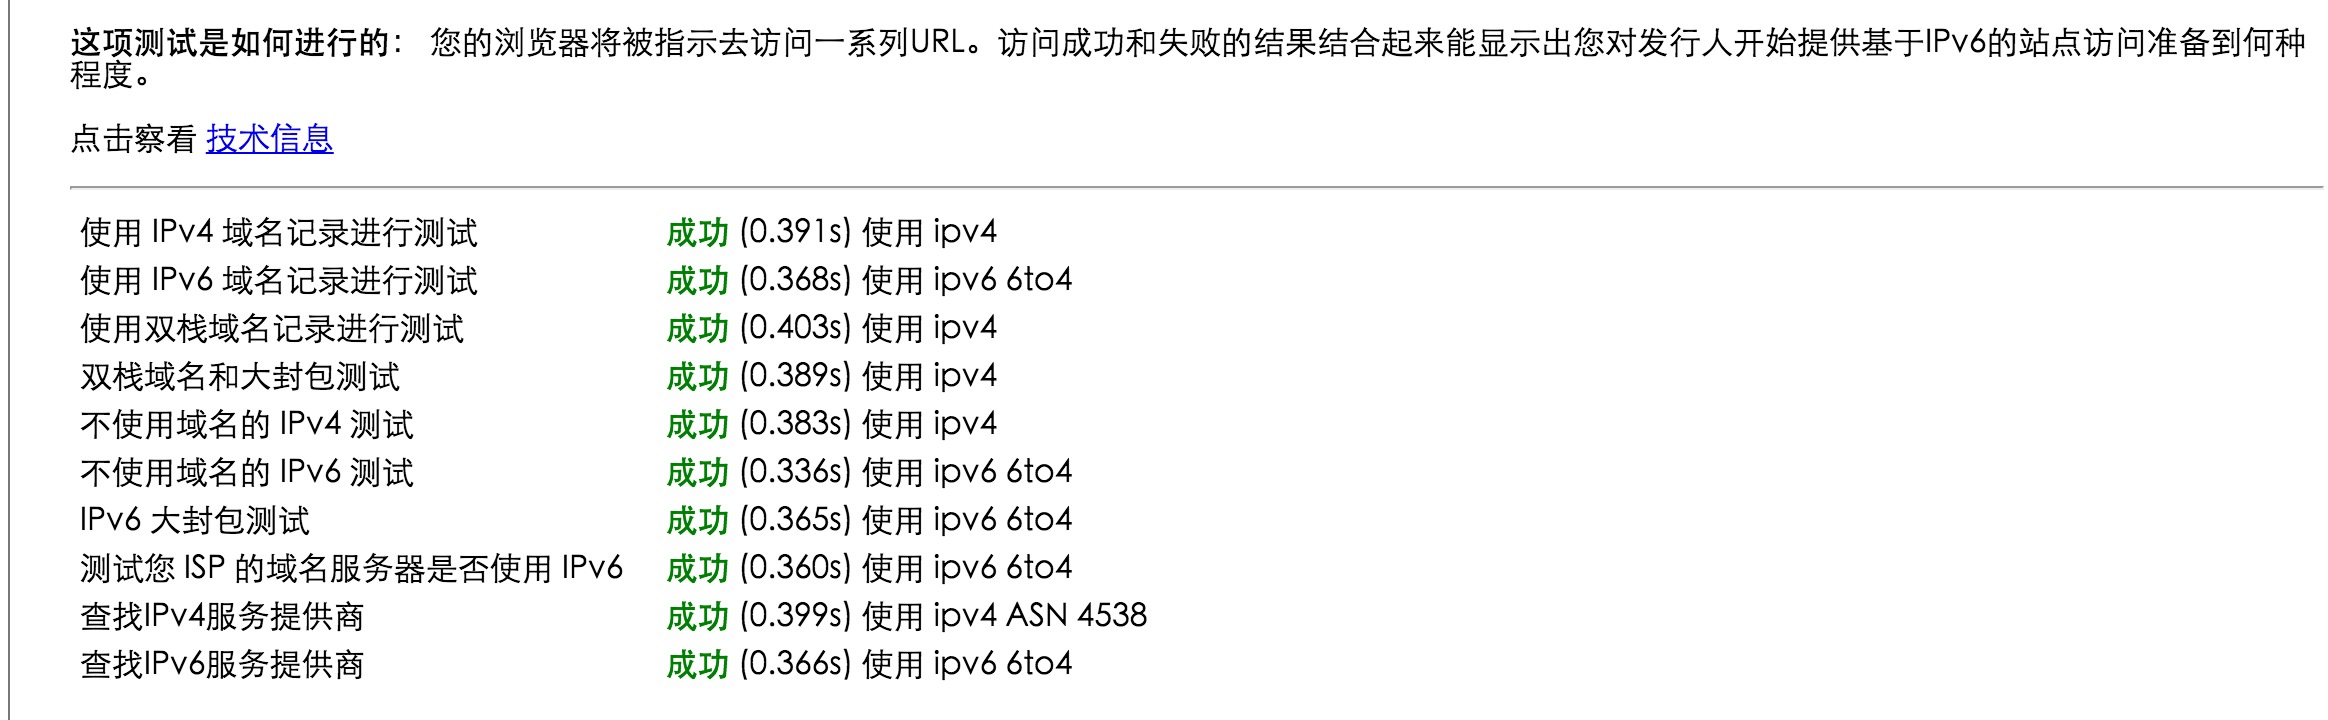 这项测试是如何进行的： 您的浏览器将被指示去访问一系列URL。访问成功和失败的结果结合起来能显示出您对发行人开始提供基于IPv6的站点访问准备到何种
程度。
点击察看 技术信息
使用 IPv4 域名记录进行测试 成功 (0.391s) 使用 ipv4
使用 IPv6 域名记录进行测试 成功 (0.368s) 使用 ipv6 6to4
使用双栈域名记录进行测试 成功 (0.403s) 使用 ipv4
双栈域名和大封包测试 成功 (0.389s) 使用 ipv4
不使用域名的 IPv4 测试 成功 (0.383s) 使用 ipv4
不使用域名的 IPv6 测试 成功 (0.336s) 使用 ipv6 6to4
IPv6 大封包测试 成功 (0.365s) 使用 ipv6 6to4
测试您 ISP 的域名服务器是否使用 IPv6 成功 (0.360s) 使用 ipv6 6to4
查找IPv4服务提供商 成功 (0.399s) 使用 ipv4 ASN 4538
查找IPv6服务提供商 成功 (0.366s) 使用 ipv6 6to4